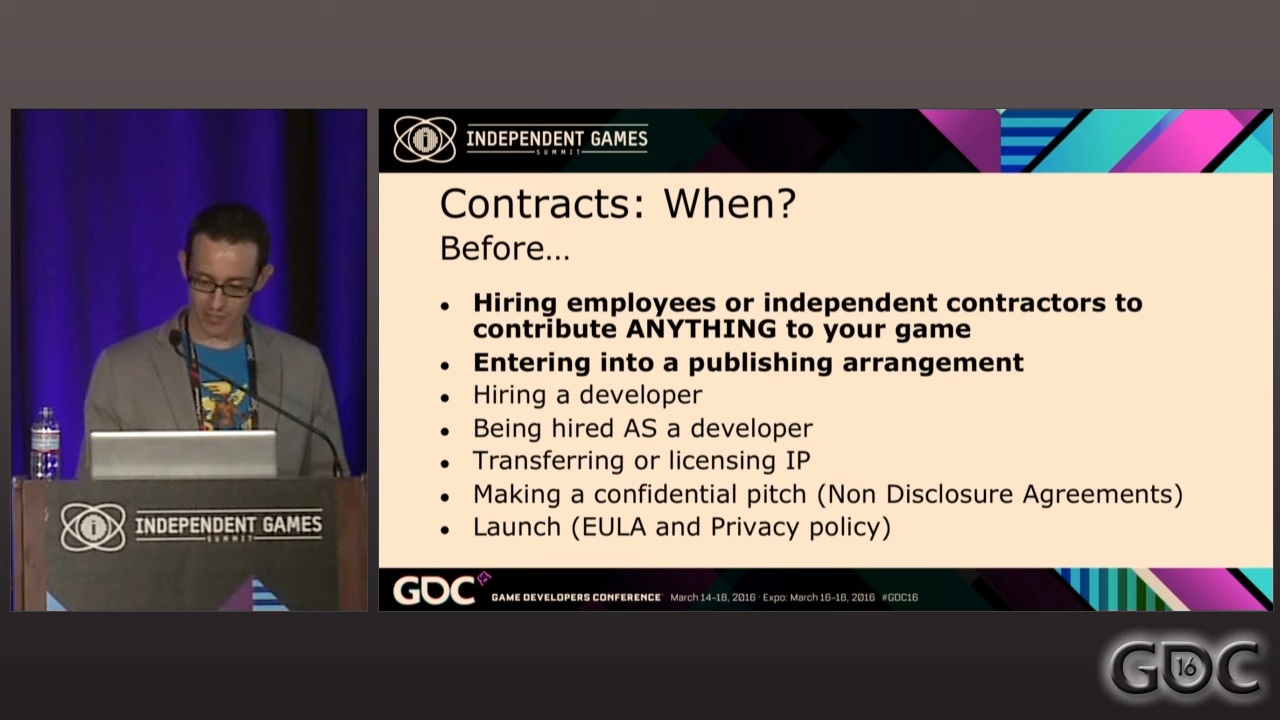 INDEPENDENT GAMES
SUMMIT
Contracts: When?
Before…
• Hiring employees or independent contractors to
contribute ANYTHING to your game
• Entering into a publishing arrangement
• Hiring a developer
• Being hired AS a developer
• Transferring or licensing IP
• Making a confidential pitch (Non Disclosure Agreements)
• Launch (EULA and Privacy policy)
INDEPENDENT GAMES
SUMMIT
GDC GAME DEVELOPERS CONFERENCE March 14-18, 2016 · Expo: March 16-18, 2016 #GDC16
GDC 16